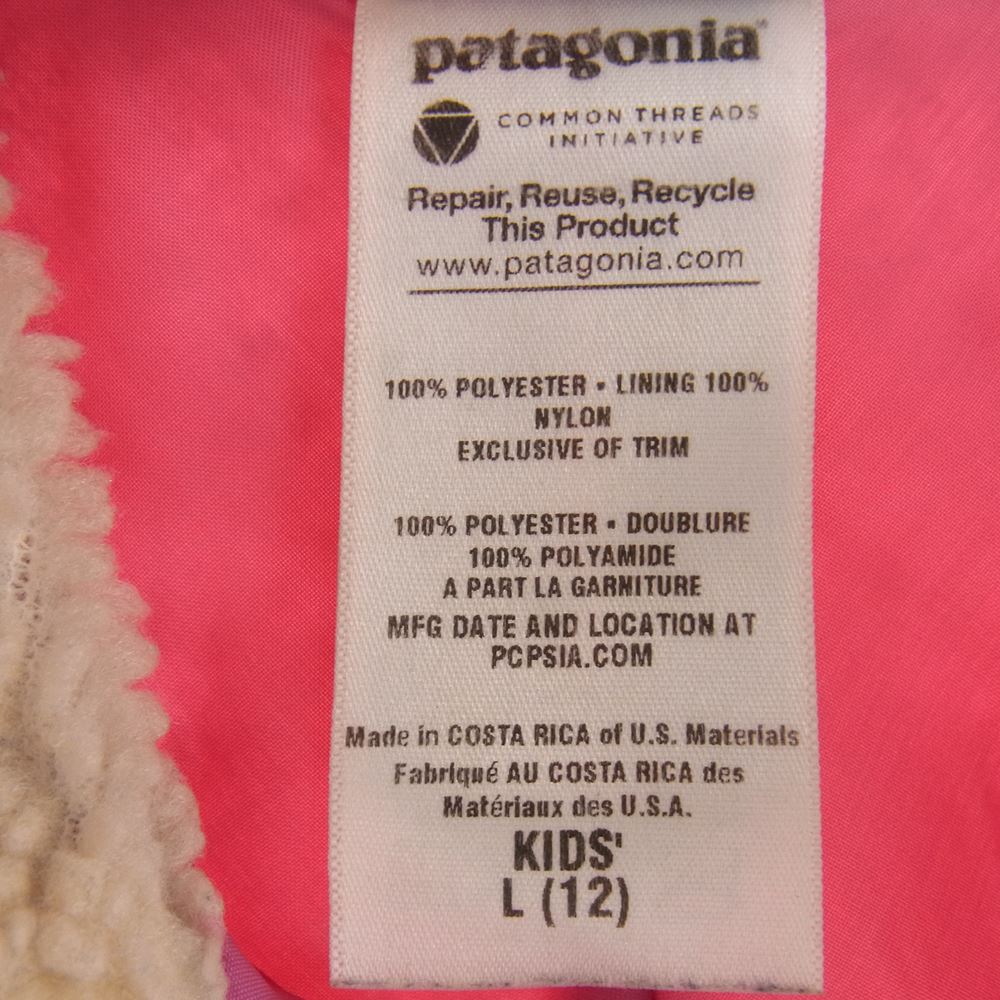 patagonia®
COMMON THREADS
INITIATIVE
Repair, Reuse, Recycle
This Product
www.patagonia.com
100% POLYESTER • LINING 100%
NYLON
EXCLUSIVE OF TRIM
100% POLYESTER • DOUBLURE
100% POLYAMIDE
A PART LA GARNITURE
MFG DATE AND LOCATION AT
PCPSIA.COM
Made in COSTA RICA of U.S. Materials
Fabriqué AU COSTA RICA des
Matériaux des U.S.A.
KIDS'
L (12)